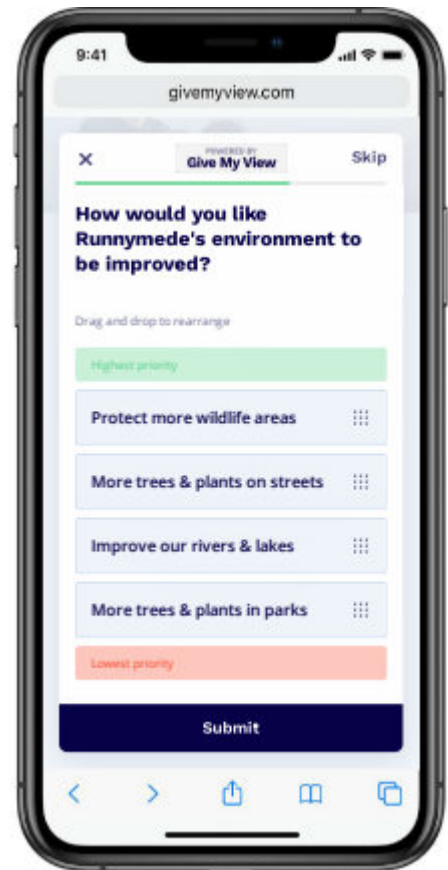 9:41
givemyview.com
POWERED BY
Give My View
Skip
How would you like
Runnymede's environment to
be improved?
Drag and drop to rearrange
Highest priority
Protect more wildlife areas
More trees & plants on streets
Improve our rivers & lakes
More trees & plants in parks
Lowest priority
Submit